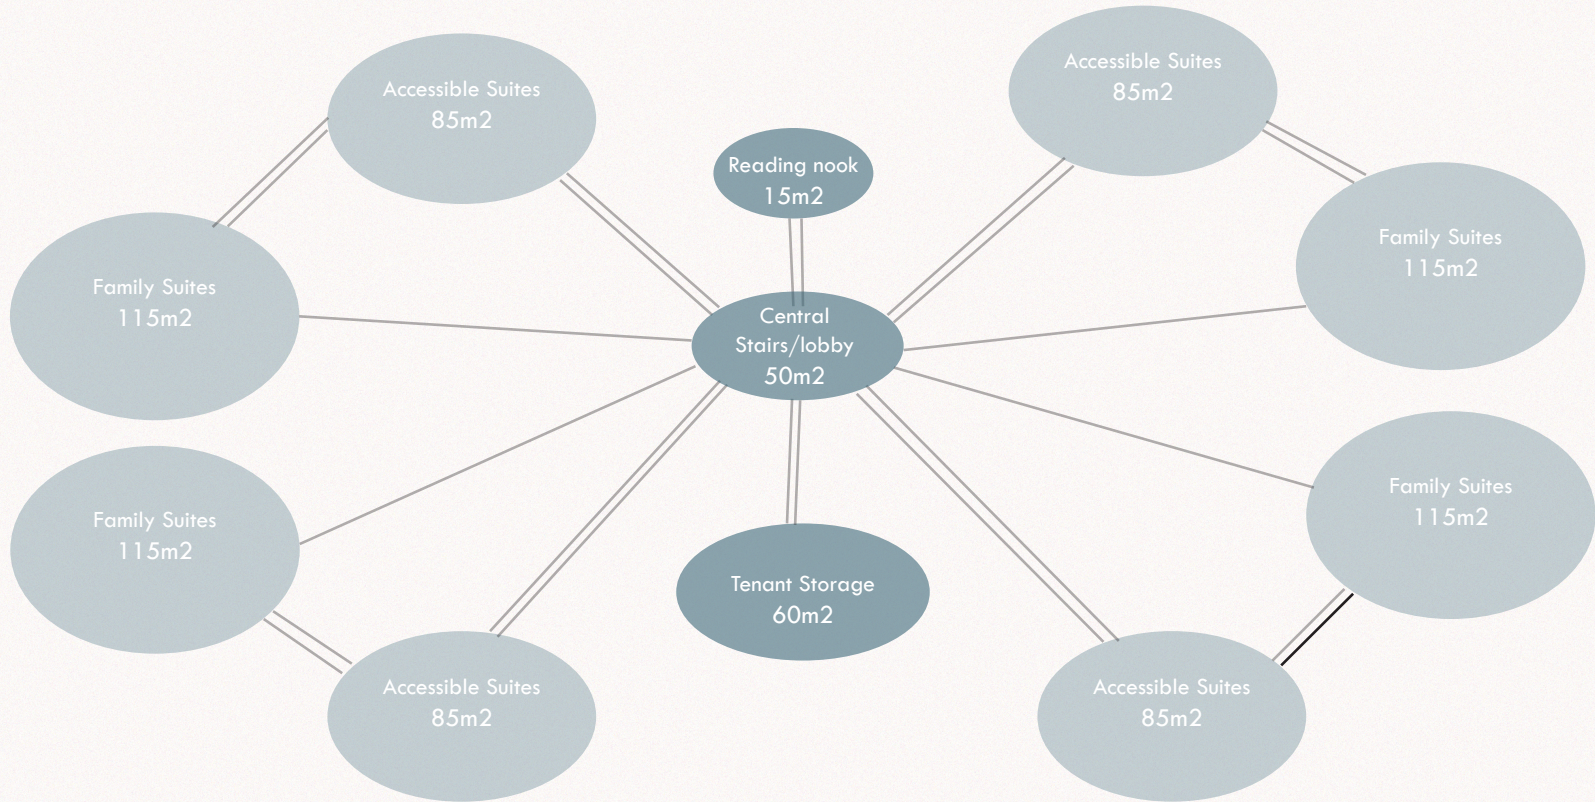 Accessible Suites
85m2
Accessible Suites
85m2
Reading nook
15m2
Family Suites
115m2
Family Suites
115m2
Central
Stairs/lobby
50m2
Family Suites
115m2
Family Suites
115m2
Tenant Storage
60m2
Accessible Suites
85m2
Accessible Suites
85m2